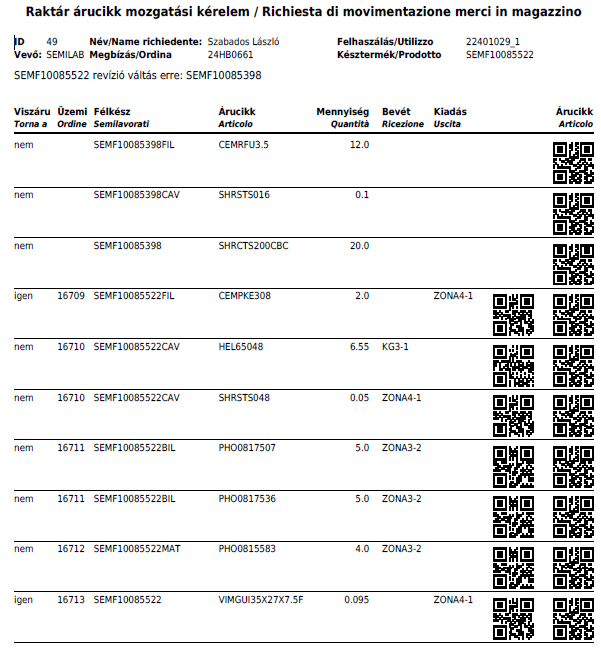 Raktár árucikk mozgatási kérelem / Richiesta di movimentazione merci in magazzino
ID 49 Név/Name richiedente: Szabados László Felhaszálás/Utilizzo 22401029_1
Vevő: SEMILAB Megbízás/Ordina 24HB0661 Késztermék/Prodotto SEMF10085522
SEMF10085522 revízió váltás erre: SEMF10085398
Viszáru Üzemi Félkész Árucikk Mennyiség Bevét Kiadás Árucikk
Torna a Ordine Semilavorati Articolo Quantità Ricezione Uscita Articolo
nem SEMF10085398FIL CEMRFU3.5 12.0
nem SEMF10085398CAV SHRSTS016 0.1
nem SEMF10085398 SHRCTS200CBC 20.0
igen 16709 SEMF10085522FIL CEMPKE308 2.0 ZONA4-1
nem 16710 SEMF10085522CAV HEL65048 6.55 KG3-1
nem 16710 SEMF10085522CAV SHRSTS048 0.05 ZONA4-1
nem 16711 SEMF10085522BIL PHO0817507 5.0 ZONA3-2
nem 16711 SEMF10085522BIL PHO0817536 5.0 ZONA3-2
nem 16712 SEMF10085522MAT PHO0815583 4.0 ZONA3-2
igen 16713 SEMF10085522 VIMGUI35X27X7.5F 0.095 ZONA4-1